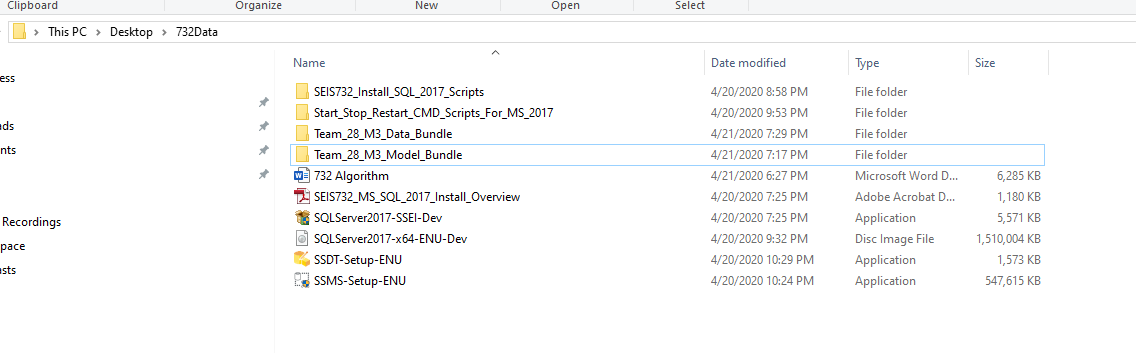 Clipboard Organize New Open Select
This PC > Desktop > 732Data
Name Date modified Type Size
ess
nds
nts
Recordings
pace
asts
SEIS732_Install_SQL_2017_Scripts 4/20/2020 8:58 PM File folder
Start_Stop_Restart_CMD_Scripts_For_MS_2017 4/20/2020 9:53 PM File folder
Team_28_M3_Data_Bundle 4/21/2020 7:29 PM File folder
Team_28_M3_Model_Bundle 4/21/2020 7:17 PM File folder
732 Algorithm 4/21/2020 6:27 PM Microsoft Word D... 6,285 KB
SEIS732_MS_SQL_2017_Install_Overview 4/20/2020 7:25 PM Adobe Acrobat D... 1,180 KB
SQLServer2017-SSEI-Dev 4/20/2020 7:25 PM Application 5,571 KB
SQLServer2017-x64-ENU-Dev 4/20/2020 9:32 PM Disc Image File 1,510,004 KB
SSDT-Setup-ENU 4/20/2020 10:29 PM Application 1,573 KB
SSMS-Setup-ENU 4/20/2020 10:24 PM Application 547,615 KB